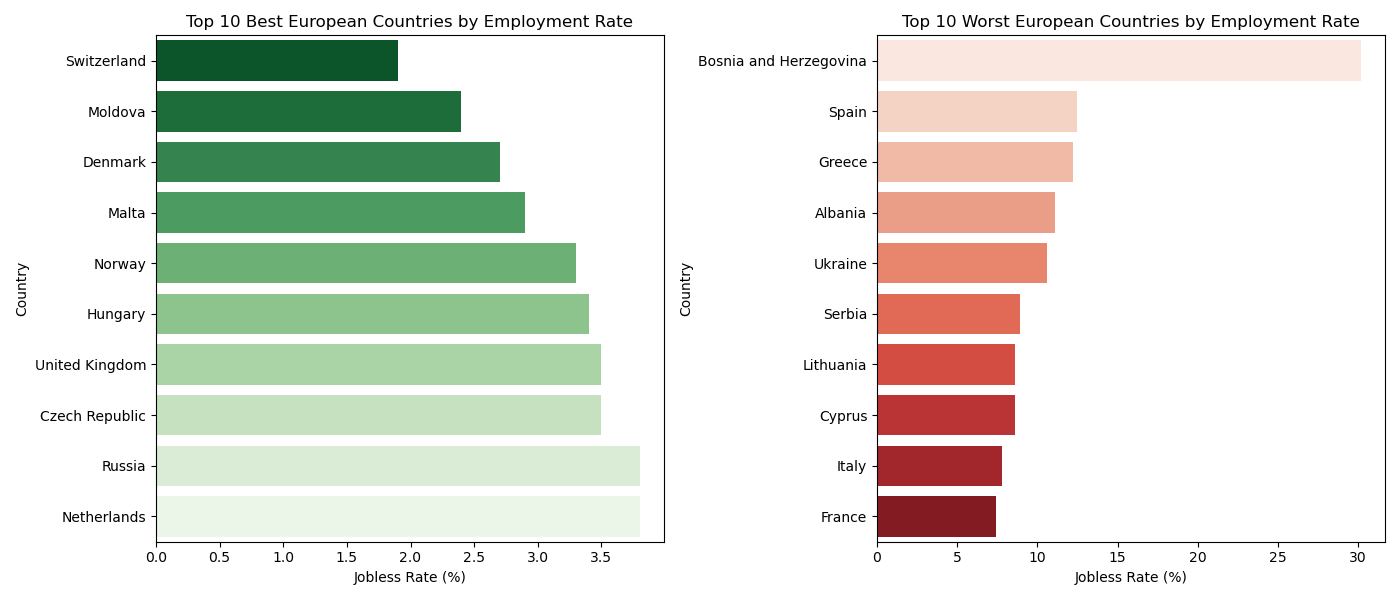 Top 10 Best European Countries by Employment Rate
Country
Switzerland
Moldova
Denmark
Malta
Norway
Hungary
United Kingdom
Czech Republic
Russia
Netherlands
0.0 0.5 1.0 1.5 2.0 2.5 3.0 3.5
Jobless Rate (%)
Top 10 Worst European Countries by Employment Rate
Country
Bosnia and Herzegovina
Spain
Greece
Albania
Ukraine
Serbia
Lithuania
Cyprus
Italy
France
0 5 10 15 20 25 30
Jobless Rate (%)